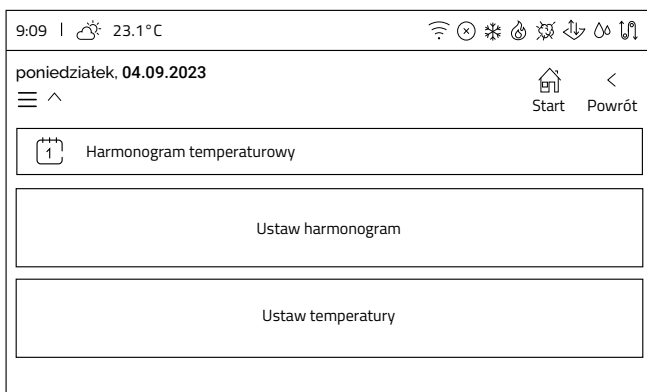 9:09 | 23.1°C
poniedziałek, 04.09.2023
Start Powrót
1 Harmonogram temperaturowy
Ustaw harmonogram
Ustaw temperatury